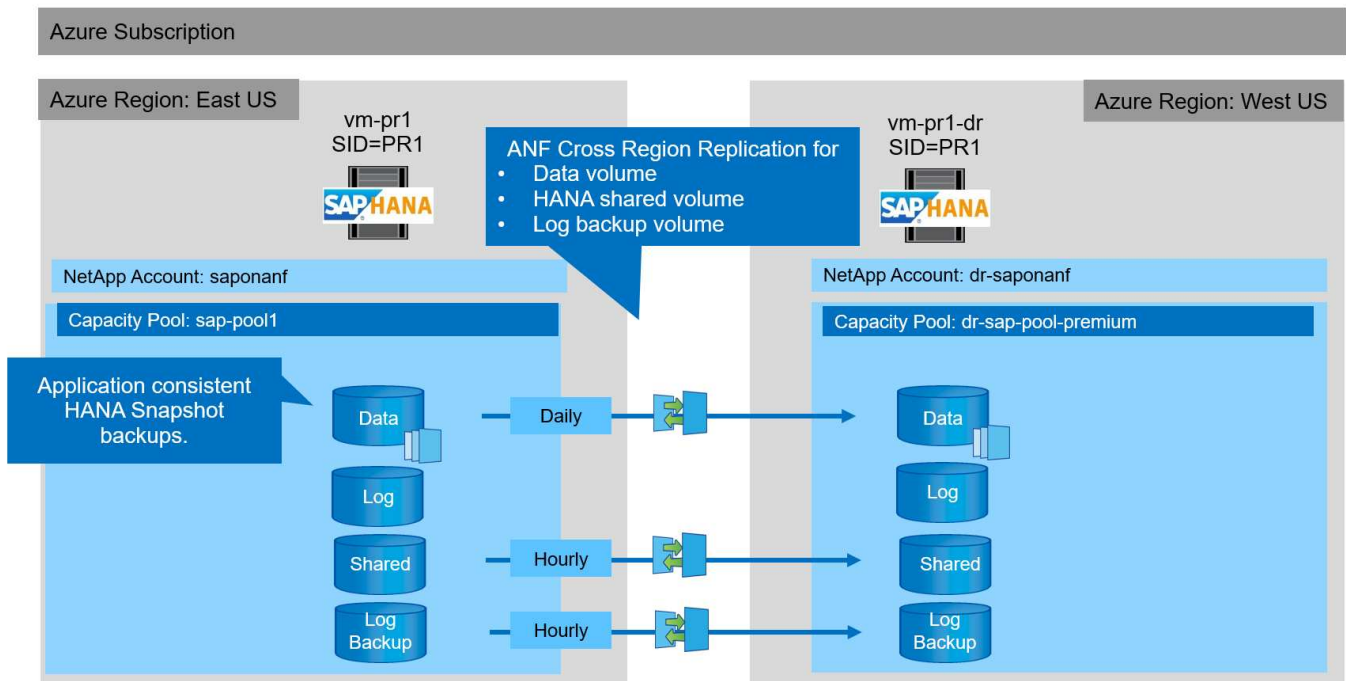 Azure Subscription
Azure Region: East US
Azure Region: West US
vm-pr1
SID=PR1
SAP HANA
ANF Cross Region Replication for
• Data volume
• HANA shared volume
• Log backup volume
vm-pr1-dr
SID=PR1
SAP HANA
NetApp Account: saponanf
NetApp Account: dr-saponanf
Capacity Pool: sap-pool1
Capacity Pool: dr-sap-pool-premium
Application consistent
HANA Snapshot
backups.
Data
Daily
Data
Log
Log
Shared
Hourly
Shared
Log
Backup
Hourly
Log
Backup